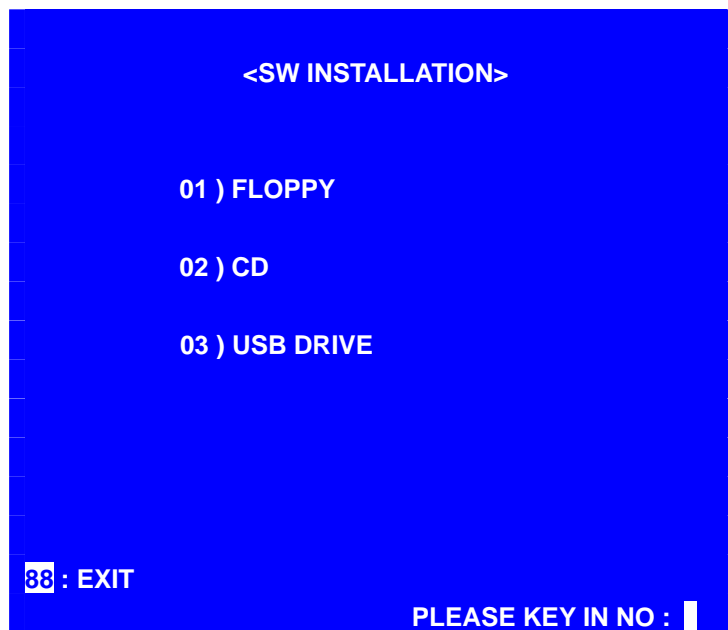 <SW INSTALLATION>
01 ) FLOPPY
02 ) CD
03 ) USB DRIVE
88 : EXIT
PLEASE KEY IN NO :